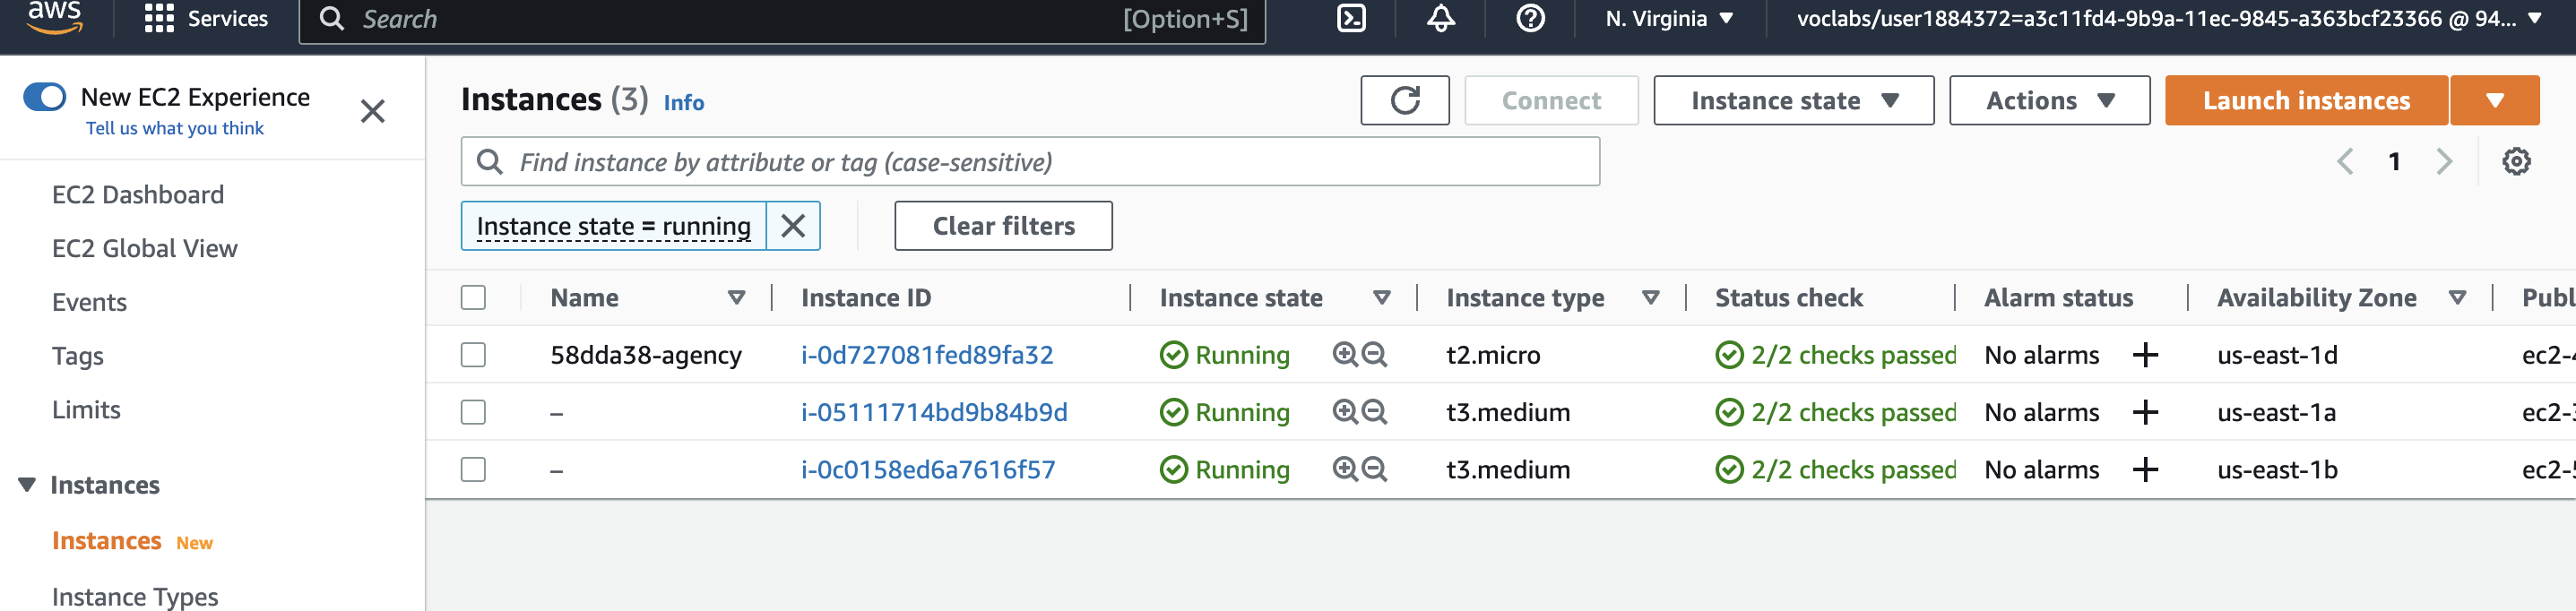 aws
Services
Search [Option+S]
N. Virginia
voclabs/user1884372=a3c11fd4-9b9a-11ec-9845-a363bcf23366 @ 94...
New EC2 Experience
Tell us what you think
EC2 Dashboard
EC2 Global View
Events
Tags
Limits
Instances
Instances New
Instance Types
Instances (3) Info
Connect
Instance state
Actions
Launch instances
Find instance by attribute or tag (case-sensitive)
1
Instance state = running
Clear filters
Name Instance ID Instance state Instance type Status check Alarm status Availability Zone Publ
58dda38-agency i-0d727081fed89fa32 Running t2.micro 2/2 checks passed No alarms + us-east-1d ec2-4
– i-05111714bd9b84b9d Running t3.medium 2/2 checks passed No alarms + us-east-1a ec2-3
– i-0c0158ed6a7616f57 Running t3.medium 2/2 checks passed No alarms + us-east-1b ec2-5